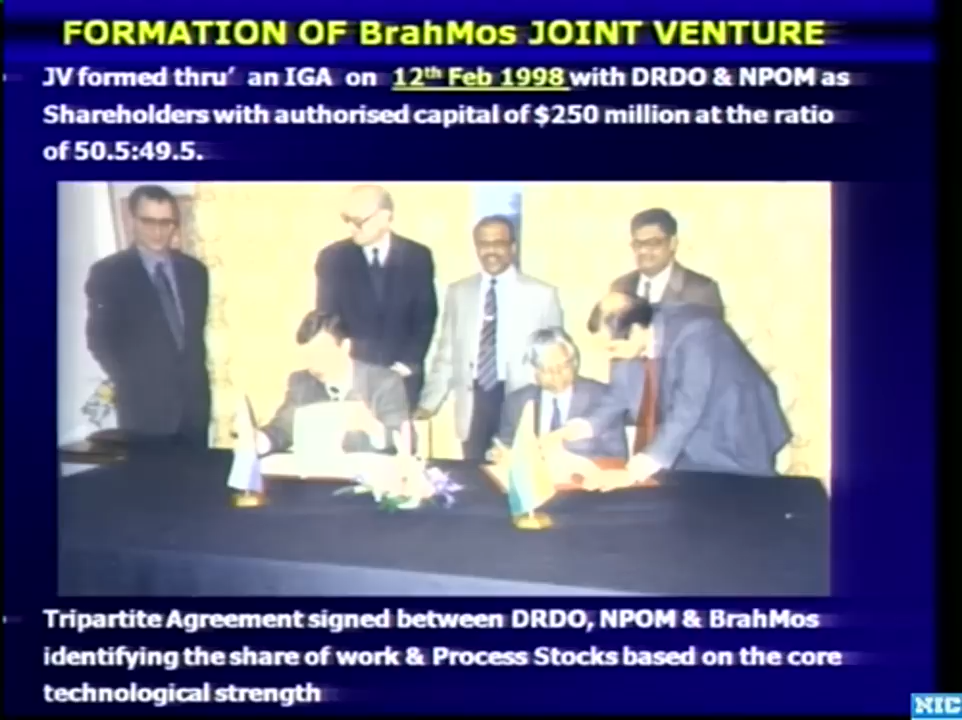 FORMATION OF BrahMos JOINT VENTURE
JV formed thru’ an IGA on 12th Feb 1998 with DRDO & NPOM as
Shareholders with authorised capital of $250 million at the ratio
of 50.5:49.5.
Tripartite Agreement signed between DRDO, NPOM & BrahMos
identifying the share of work & Process Stocks based on the core
technological strength
NIC